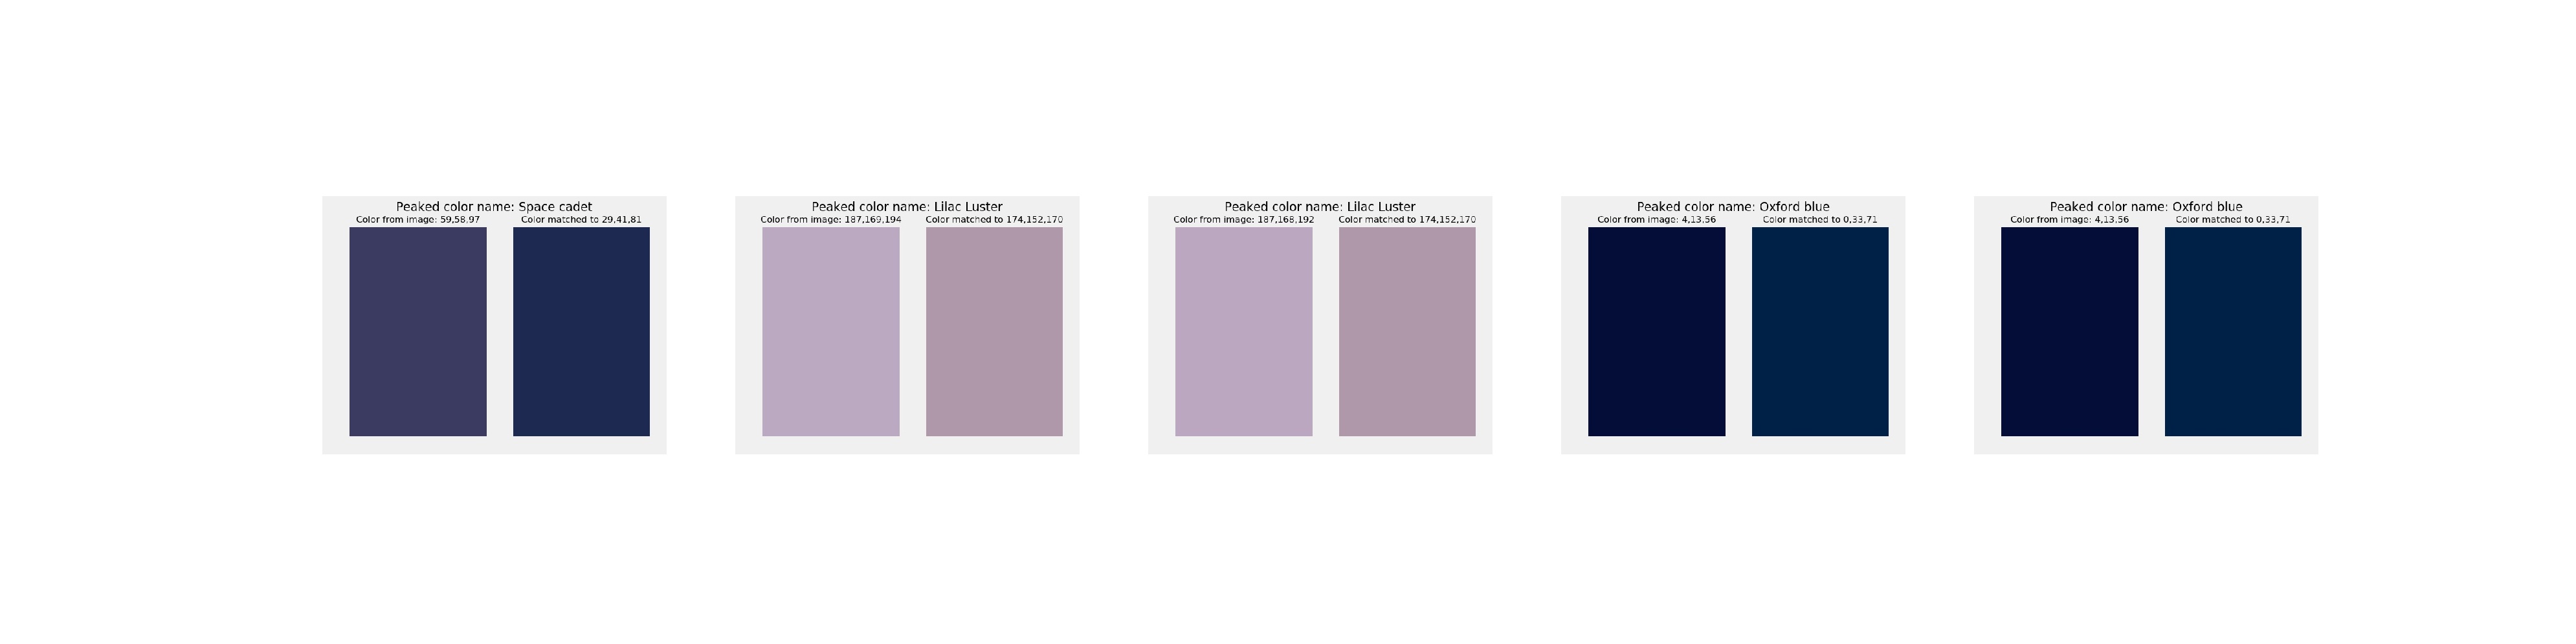 Peaked color name: Space cadet
Color from image: 59,58,97
Color matched to 29,41,81
Peaked color name: Lilac Luster
Color from image: 187,169,194
Color matched to 174,152,170
Peaked color name: Lilac Luster
Color from image: 187,168,192
Color matched to 174,152,170
Peaked color name: Oxford blue
Color from image: 4,13,56
Color matched to 0,33,71
Peaked color name: Oxford blue
Color from image: 4,13,56
Color matched to 0,33,71